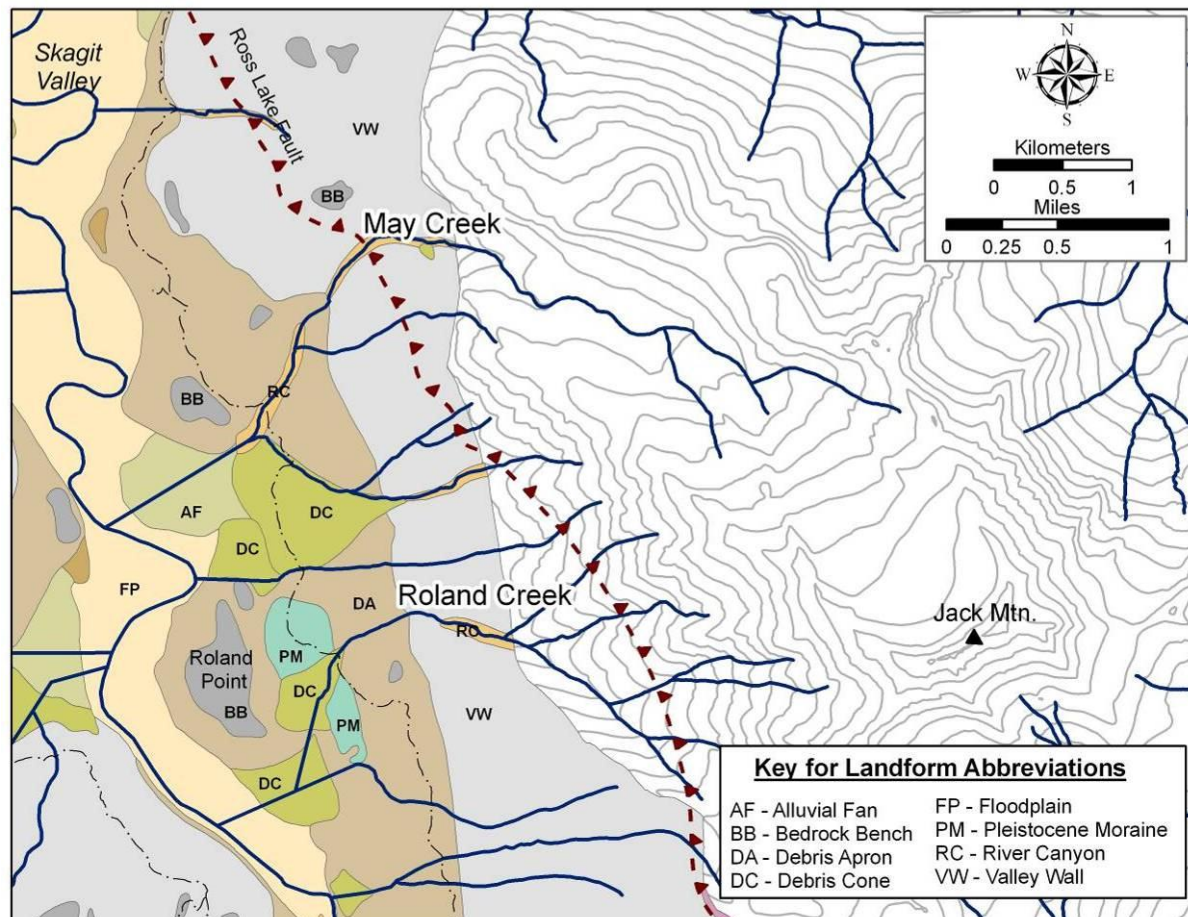 Skagit
Valley
Ross Lake Fault
VW
BB
May Creek
RC
BB
AF
DC
DC
FP
DA
Roland Creek
RC
PM
Roland
Point
BB
DC
PM
VW
DC
Jack Mtn.
N
W E
S
Kilometers
0 0.5 1
Miles
0 0.25 0.5 1
Key for Landform Abbreviations
AF - Alluvial Fan
BB - Bedrock Bench
DA - Debris Apron
DC - Debris Cone
FP - Floodplain
PM - Pleistocene Moraine
RC - River Canyon
VW - Valley Wall